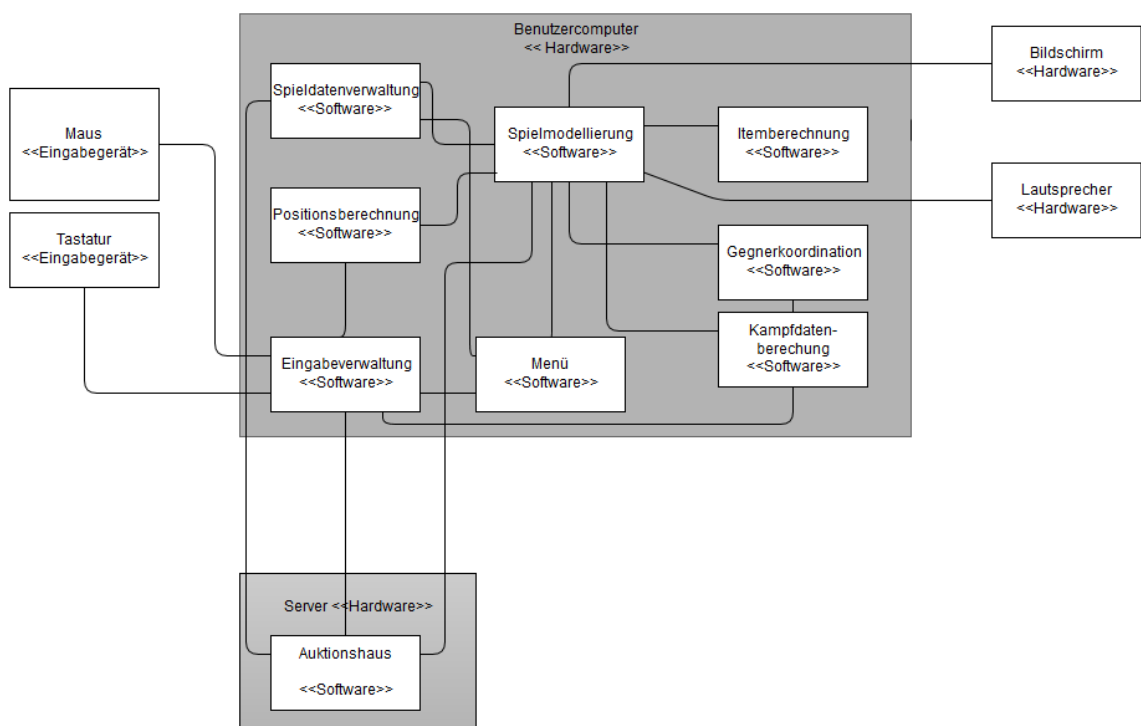 Benutzercomputer
<< Hardware>>
Bildschirm
<<Hardware>>
Spieldatenverwaltung
<<Software>>
Maus
<<Eingabegerät>>
Spielmodellierung
<<Software>>
Itemberechnung
<<Software>>
Lautsprecher
<<Hardware>>
Positionsberechnung
<<Software>>
Tastatur
<<Eingabegerät>>
Gegnerkoordination
<<Software>>
Kampfdaten-
berechung
<<Software>>
Eingabeverwaltung
<<Software>>
Menü
<<Software>>
Server <<Hardware>>
Auktionshaus
<<Software>>